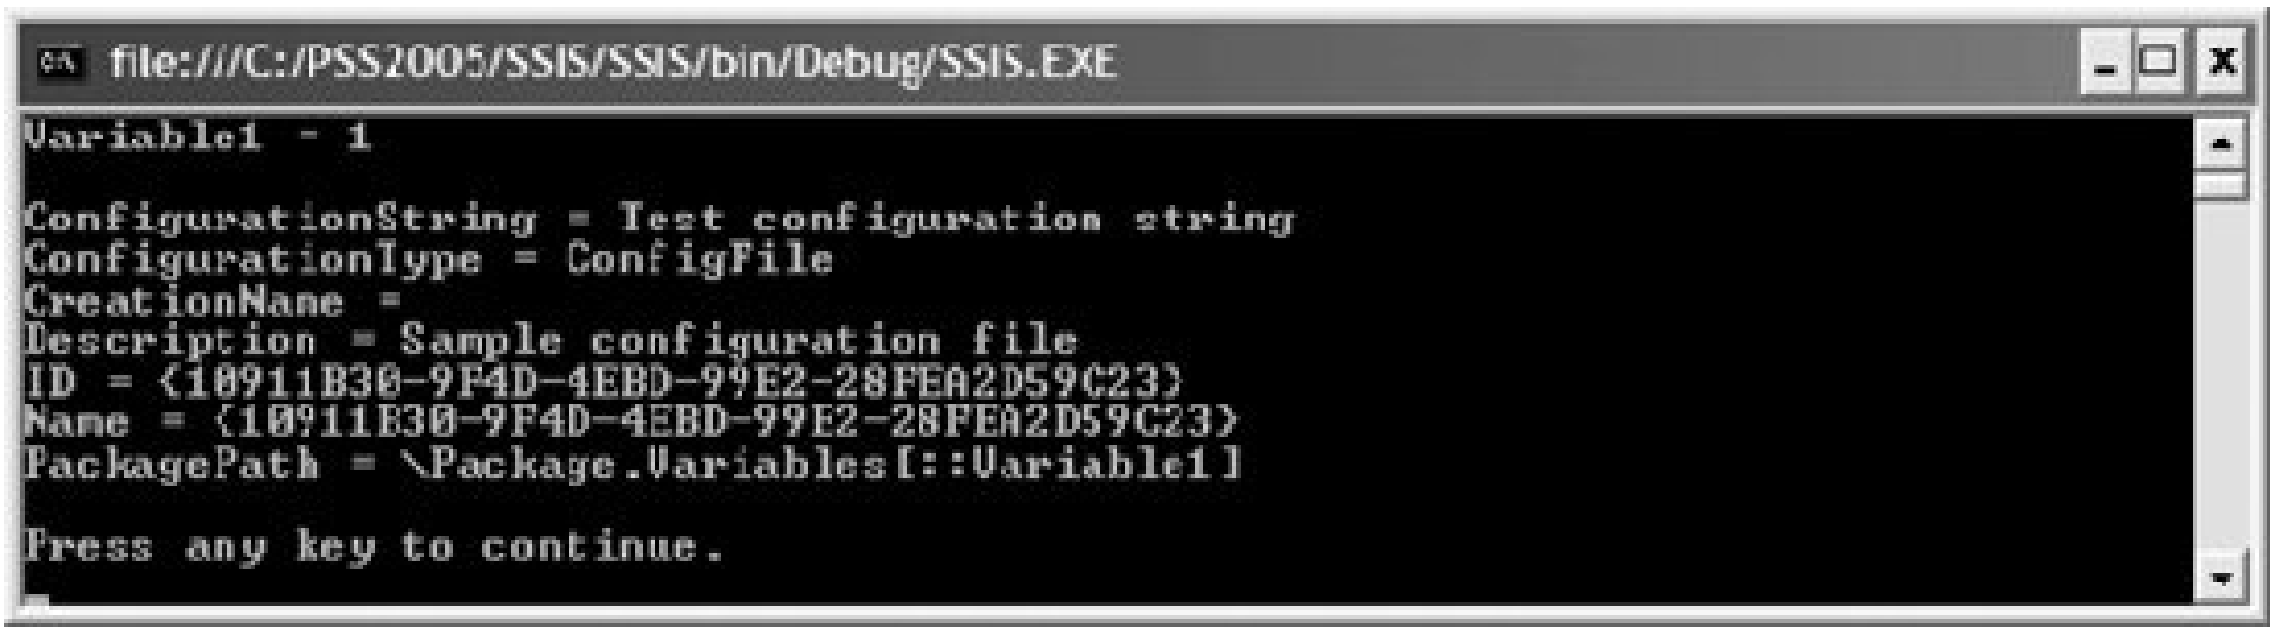 file:///C:/PSS2005/SSIS/SSIS/bin/Debug/SSIS.EXE
Variable1 - 1
ConfigurationString = Test configuration string
ConfigurationType = ConfigFile
CreationName =
Description = Sample configuration file
ID = {10911B30-9F4D-4EBD-99E2-28FEA2D59C23}
Name = {10911B30-9F4D-4EBD-99E2-28FEA2D59C23}
PackagePath = \Package.Variables[::Variable1]
Press any key to continue.